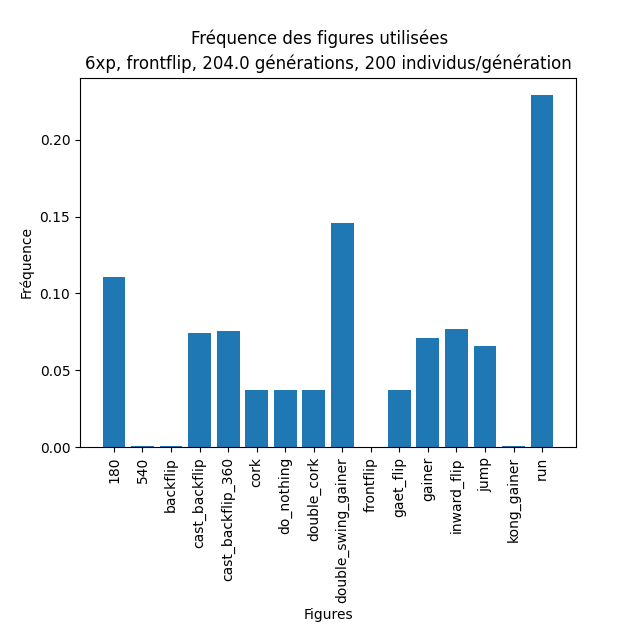 Fréquence des figures utilisées
6xp, frontflip, 204.0 générations, 200 individus/génération
Fréquence
0.20
0.15
0.10
0.05
0.00
180
540
backflip
cast_backflip
cast_backflip_360
cork
do_nothing
double_cork
double_swing_gainer
frontflip
gaet_flip
gainer
inward_flip
jump
kong_gainer
run
Figures